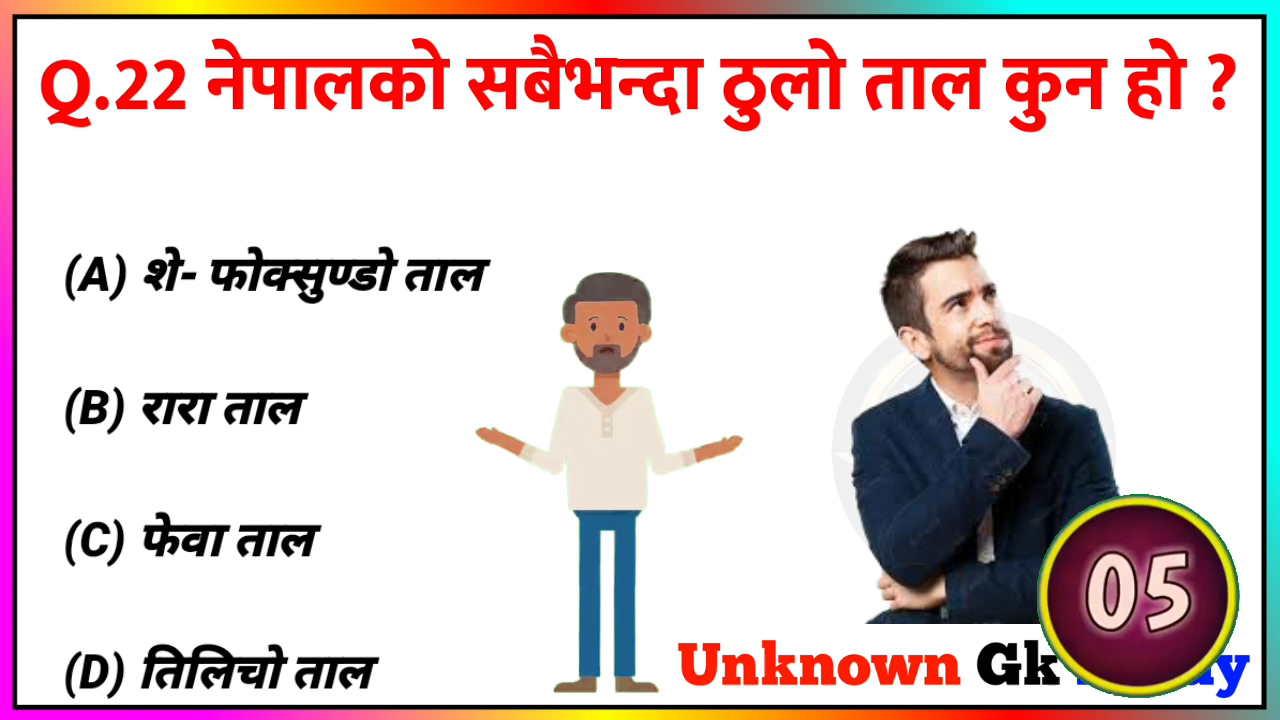 Q.22 नेपालको सबैभन्दा ठुलो ताल कुन हो ?
(A) शे- फोक्सुण्डो ताल
(B) रारा ताल
(C) फेवा ताल
(D) तिलिचो ताल
05
Unknown Gk